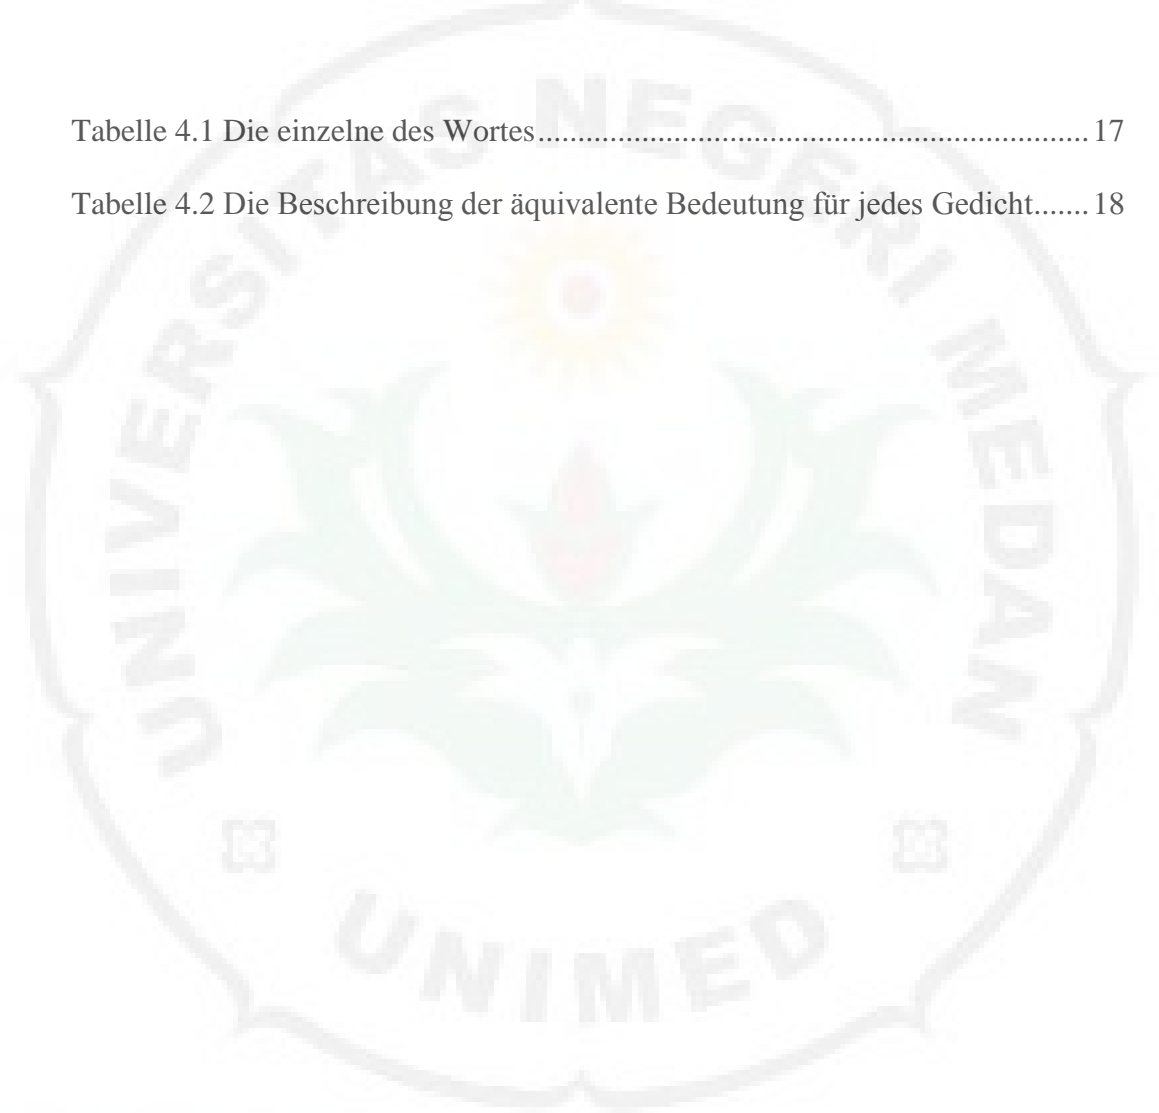 Tabelle 4.1 Die einzelne des Wortes..................................................................... 17
Tabelle 4.2 Die Beschreibung der äquivalente Bedeutung für jedes Gedicht....... 18
UNIVERSITAS NEGERI MEDAN
UNIMED